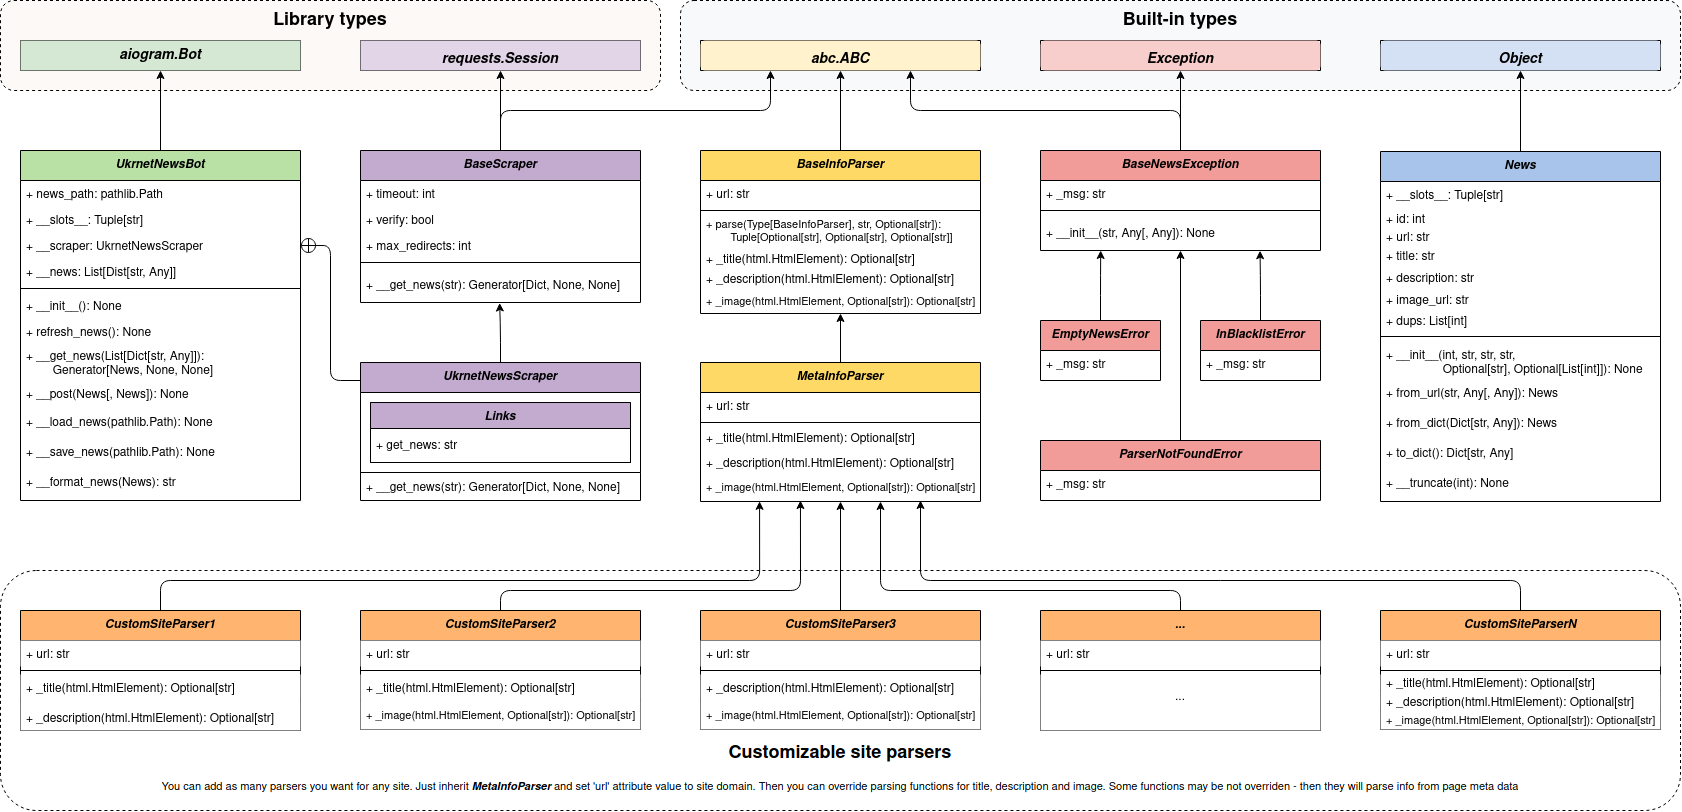 Library types
Built-in types
aiogram.Bot
requests.Session
abc.ABC
Exception
Object
UkrnetNewsBot
+ news_path: pathlib.Path
+ __slots__: Tuple[str]
+ __scraper: UkrnetNewsScraper
+ __news: List[Dist[str, Any]]
+ __init__(): None
+ refresh_news(): None
+ __get_news(List[Dict[str, Any]]):
Generator[News, None, None]
+ __post(News[, News]): None
+ __load_news(pathlib.Path): None
+ __save_news(pathlib.Path): None
+ __format_news(News): str
BaseScraper
+ timeout: int
+ verify: bool
+ max_redirects: int
+ __get_news(str): Generator[Dict, None, None]
UkrnetNewsScraper
Links
+ get_news: str
+ __get_news(str): Generator[Dict, None, None]
BaseInfoParser
+ url: str
+ parse(Type[BaseInfoParser], str, Optional[str]):
Tuple[Optional[str], Optional[str], Optional[str]]
+ _title(html.HtmlElement): Optional[str]
+ _description(html.HtmlElement): Optional[str]
+ _image(html.HtmlElement, Optional[str]): Optional[str]
MetaInfoParser
+ url: str
+ _title(html.HtmlElement): Optional[str]
+ _description(html.HtmlElement): Optional[str]
+ _image(html.HtmlElement, Optional[str]): Optional[str]
BaseNewsException
+ _msg: str
+ __init__(str, Any[, Any]): None
EmptyNewsError
+ _msg: str
InBlacklistError
+ _msg: str
ParserNotFoundError
+ _msg: str
News
+ __slots__: Tuple[str]
+ id: int
+ url: str
+ title: str
+ description: str
+ image_url: str
+ dups: List[int]
+ __init__(int, str, str, str,
Optional[str], Optional[List[int]]): None
+ from_url(str, Any[, Any]): News
+ from_dict(Dict[str, Any]): News
+ to_dict(): Dict[str, Any]
+ __truncate(int): None
CustomSiteParser1
+ url: str
+ _title(html.HtmlElement): Optional[str]
+ _description(html.HtmlElement): Optional[str]
CustomSiteParser2
+ url: str
+ _title(html.HtmlElement): Optional[str]
+ _image(html.HtmlElement, Optional[str]): Optional[str]
CustomSiteParser3
+ url: str
+ _description(html.HtmlElement): Optional[str]
+ _image(html.HtmlElement, Optional[str]): Optional[str]
...
+ url: str
...
CustomSiteParserN
+ url: str
+ _title(html.HtmlElement): Optional[str]
+ _description(html.HtmlElement): Optional[str]
+ _image(html.HtmlElement, Optional[str]): Optional[str]
Customizable site parsers
You can add as many parsers you want for any site. Just inherit MetaInfoParser and set 'url' attribute value to site domain. Then you can override parsing functions for title, description and image. Some functions may be not overriden - then they will parse info from page meta data